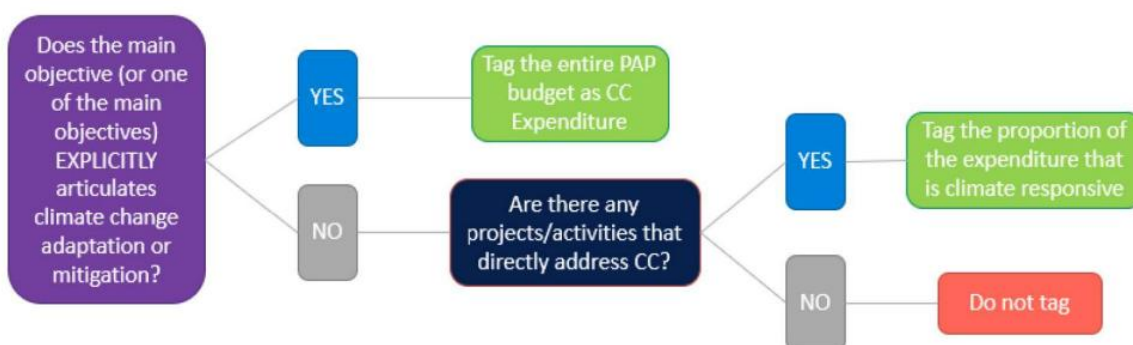 Does the main
objective (or one
of the main
objectives)
EXPLICITLY
articulates
climate change
adaptation or
mitigation?
YES
Tag the entire PAP
budget as CC
Expenditure
NO
Are there any
projects/activities that
directly address CC?
YES
Tag the proportion of
the expenditure that
is climate responsive
NO
Do not tag